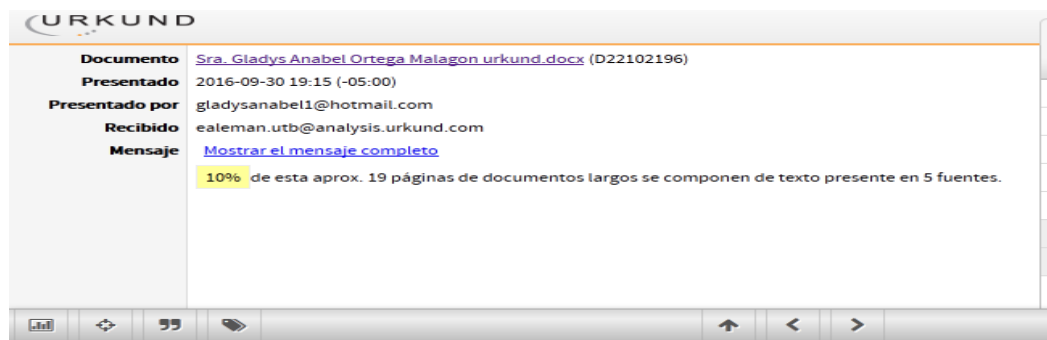 URKUND
Documento Sra. Gladys Anabel Ortega Malagon urkund.docx (D22102196)
Presentado 2016-09-30 19:15 (-05:00)
Presentado por gladysanabel1@hotmail.com
Recibido ealeman.utb@analysis.urkund.com
Mensaje Mostrar el mensaje completo
10% de esta aprox. 19 páginas de documentos largos se componen de texto presente en 5 fuentes.